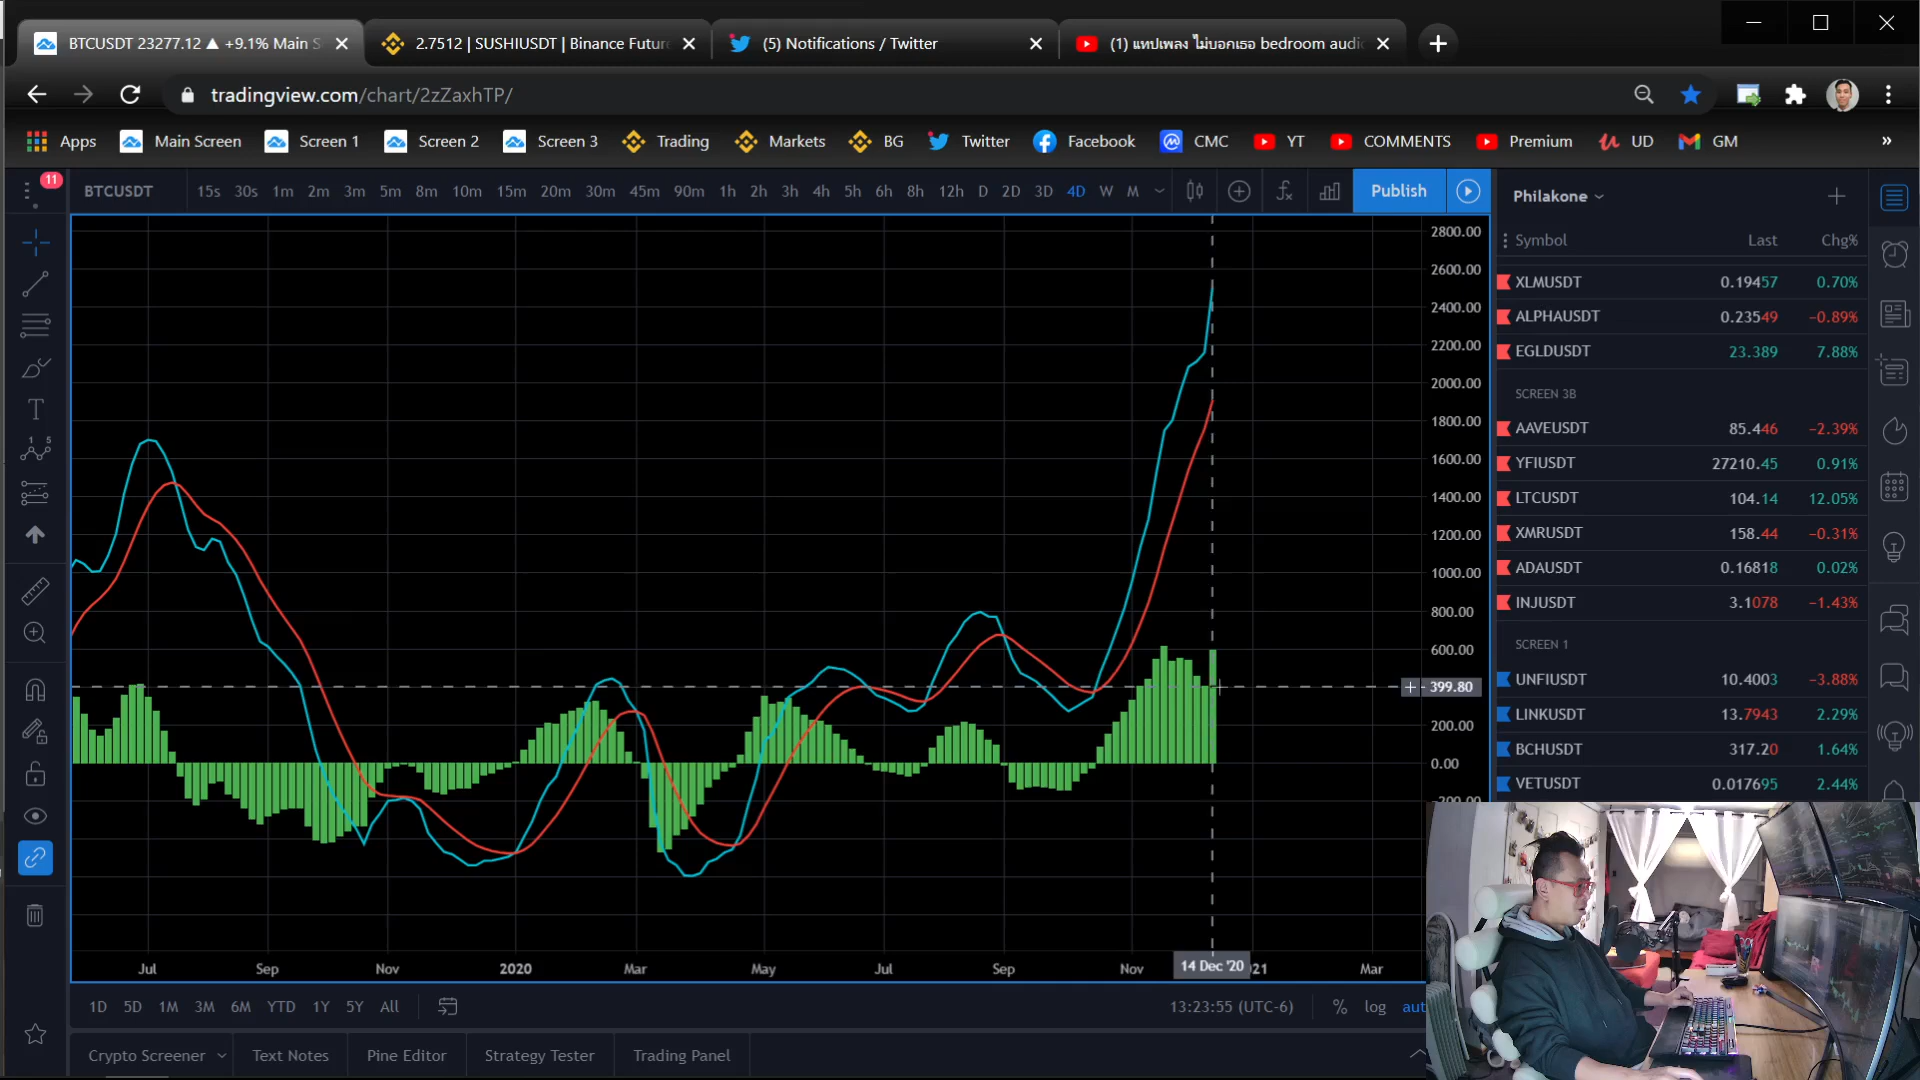 BTCUSDT 23277.12 ▲ +9.1% Main S
2.7512 | SUSHIUSDT | Binance Future
(5) Notifications / Twitter
(1) แทปเพลง ไม่บอกเธอ bedroom audi
tradingview.com/chart/2zZaxhTP/
Apps Main Screen Screen 1 Screen 2 Screen 3 Trading Markets BG Twitter Facebook CMC YT COMMENTS Premium UD GM »
11
BTCUSDT 15s 30s 1m 2m 3m 5m 8m 10m 15m 20m 30m 45m 90m 1h 2h 3h 4h 5h 6h 8h 12h D 2D 3D 4D W M Publish
Philakone
Symbol Last Chg%
XLMUSDT 0.19457 0.70%
ALPHAUSDT 0.23549 −0.89%
EGLDUSDT 23.389 7.88%
SCREEN 3B
AAVEUSDT 85.446 −2.39%
YFIUSDT 27210.45 0.91%
LTCUSDT 104.14 12.05%
XMRUSDT 158.44 −0.31%
ADAUSDT 0.16818 0.02%
INJUSDT 3.1078 −1.43%
SCREEN 1
UNFIUSDT 10.4003 −3.88%
LINKUSDT 13.7943 2.29%
BCHUSDT 317.20 1.64%
VETUSDT 0.017695 2.44%
2800.00
2600.00
2400.00
2200.00
2000.00
1800.00
1600.00
1400.00
1200.00
1000.00
800.00
600.00
399.80
200.00
0.00
−200.00
Jul Sep Nov 2020 Mar May Jul Sep Nov 14 Dec '20 21 Mar
1D 5D 1M 3M 6M YTD 1Y 5Y All 13:23:55 (UTC-6) % log aut
Crypto Screener Text Notes Pine Editor Strategy Tester Trading Panel